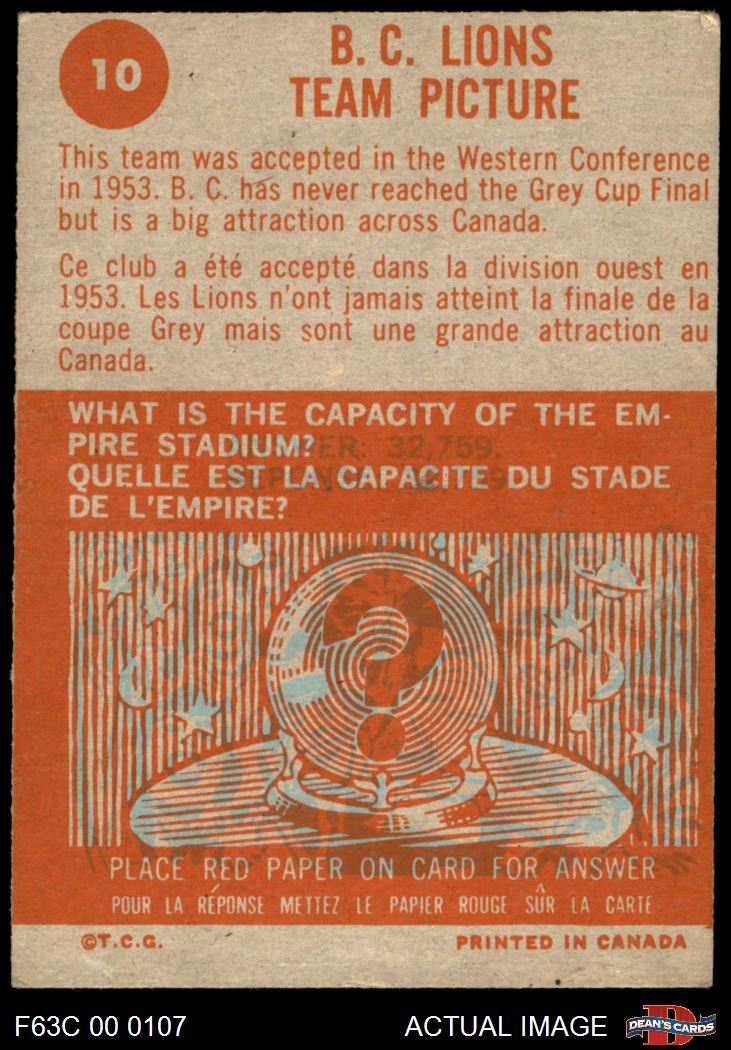 10
B. C. LIONS
TEAM PICTURE
This team was accepted in the Western Conference
in 1953. B. C. has never reached the Grey Cup Final
but is a big attraction across Canada.
Ce club a été accepté dans la division ouest en
1953. Les Lions n'ont jamais atteint la finale de la
coupe Grey mais sont une grande attraction au
Canada.
WHAT IS THE CAPACITY OF THE EM-
PIRE STADIUM?
32,759.
QUELLE EST LA CAPACITE DU STADE
DE L'EMPIRE?
?
PLACE RED PAPER ON CARD FOR ANSWER
POUR LA RÉPONSE METTEZ LE PAPIER ROUGE SÛR LA CARTE
©T.C.G.
PRINTED IN CANADA
F63C 00 0107
ACTUAL IMAGE
D
DEAN'S CARDS